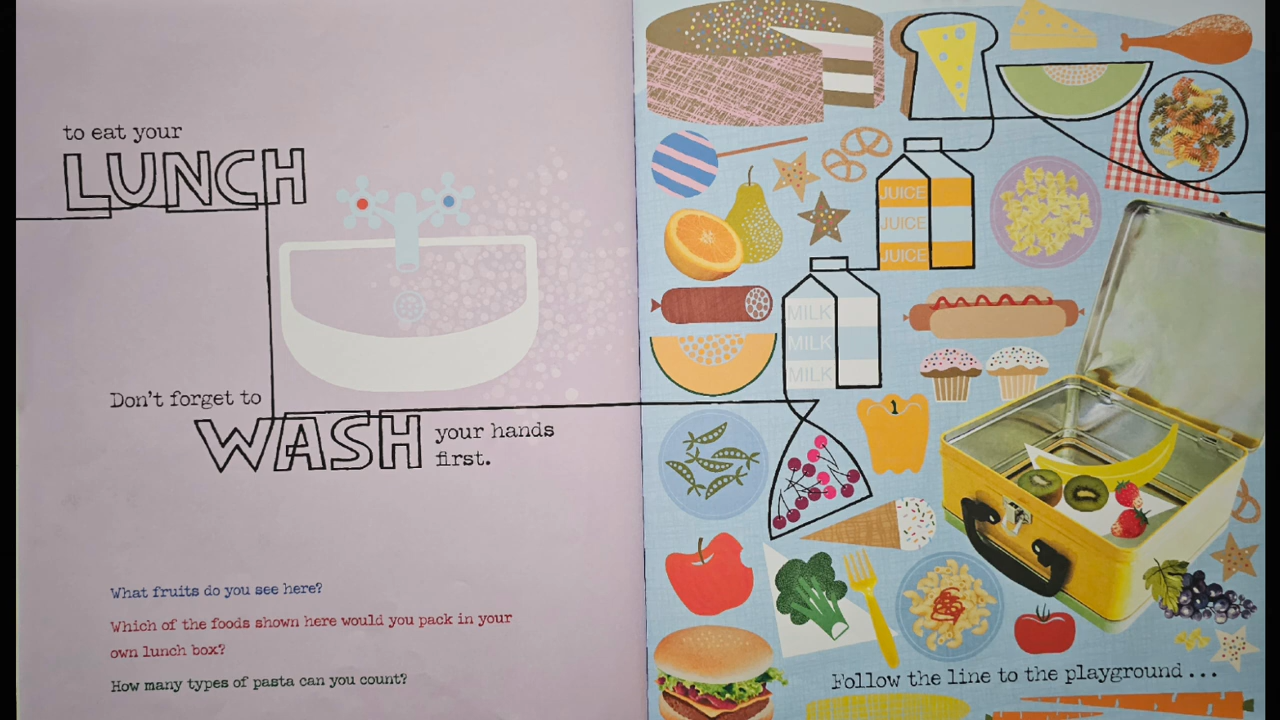 to eat your
LUNCH
Don't forget to
WASH your hands
first.
What fruits do you see here?
Which of the foods shown here would you pack in your
own lunch box?
How many types of pasta can you count?
JUICE
JUICE
JUICE
MILK
MILK
MILK
Follow the line to the playground . . .